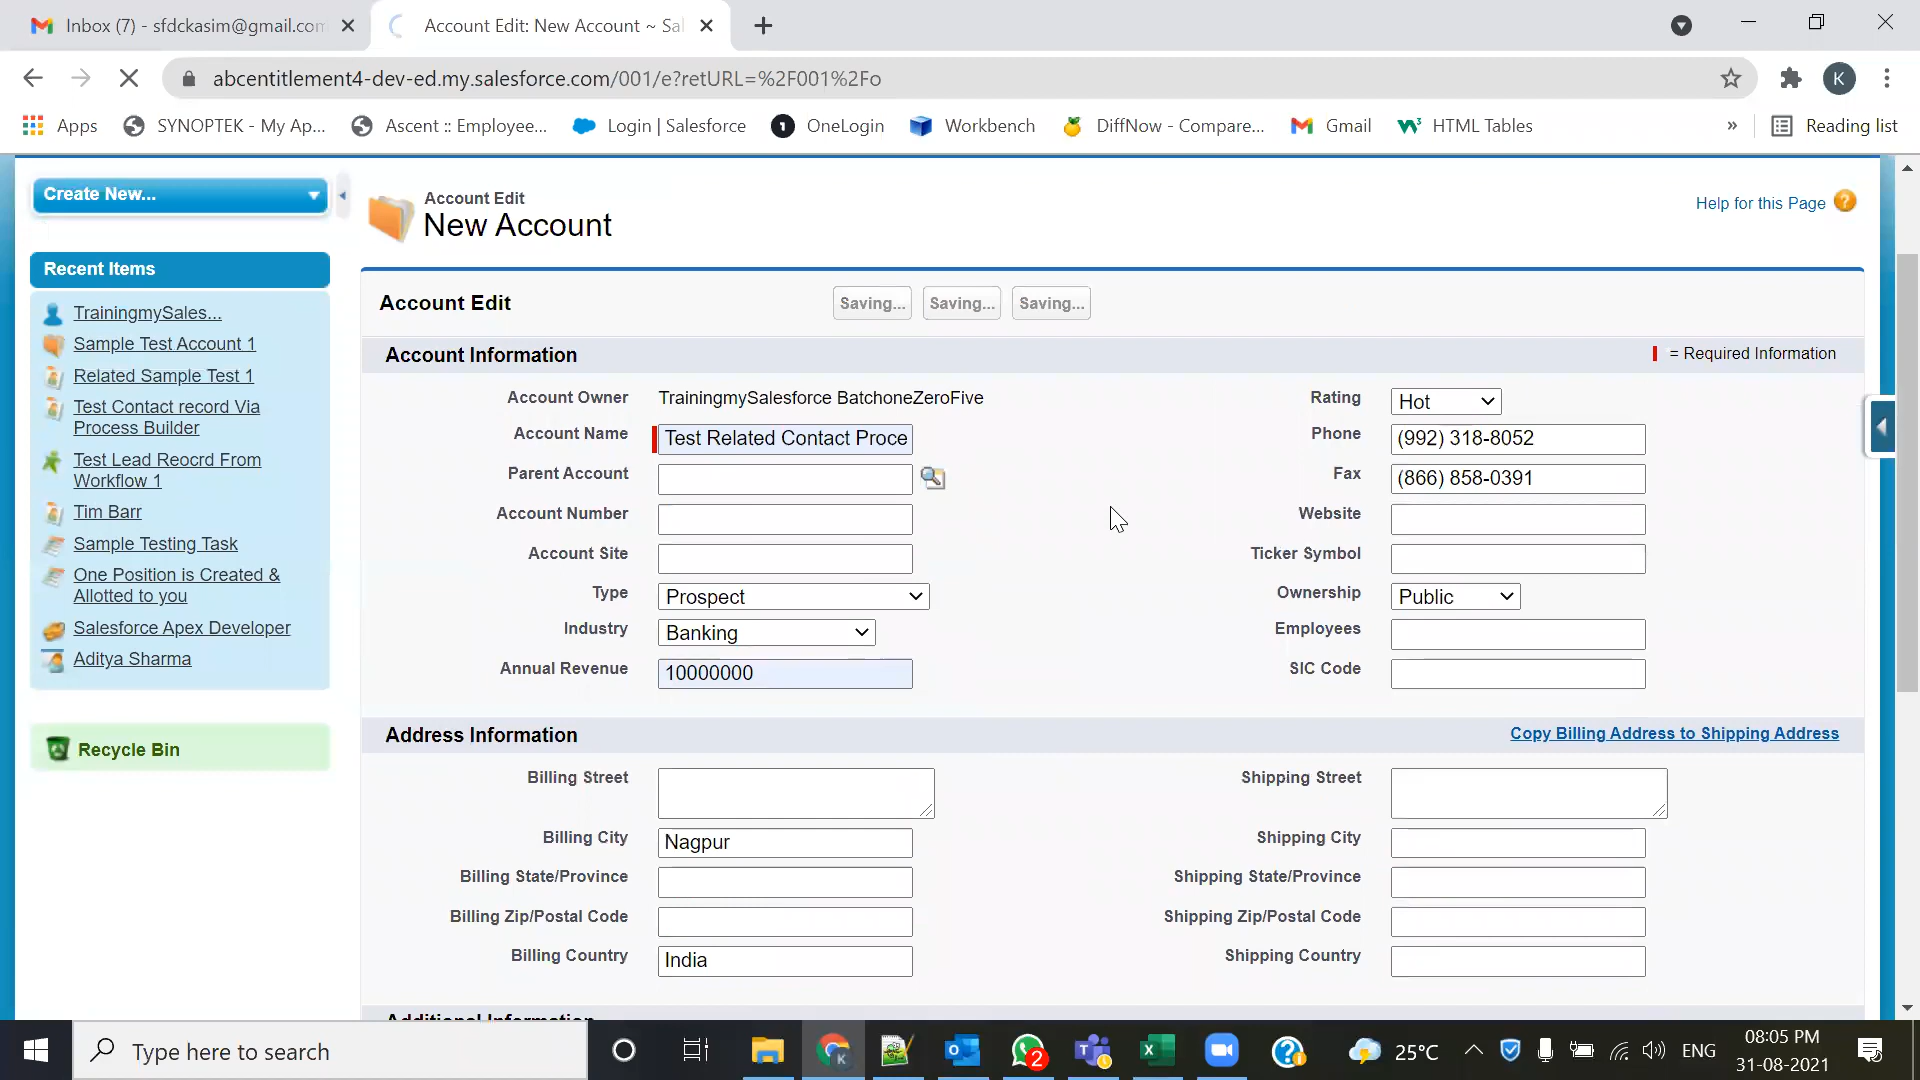 Inbox (7) - sfdckasim@gmail.com
Account Edit: New Account ~ Sal
abcentitlement4-dev-ed.my.salesforce.com/001/e?retURL=%2F001%2Fo
K
Apps
SYNOPTEK - My Ap...
Ascent :: Employee...
Login | Salesforce
OneLogin
Workbench
DiffNow - Compare...
Gmail
HTML Tables
»
Reading list
Create New...
Account Edit
New Account
Help for this Page
Recent Items
TrainingmySales...
Sample Test Account 1
Related Sample Test 1
Test Contact record Via
Process Builder
Test Lead Reocrd From
Workflow 1
Tim Barr
Sample Testing Task
One Position is Created &
Allotted to you
Salesforce Apex Developer
Aditya Sharma
Recycle Bin
Account Edit
Saving... Saving... Saving...
Account Information
= Required Information
Account Owner TrainingmySalesforce BatchoneZeroFive
Rating Hot
Account Name Test Related Contact Proce
Phone (992) 318-8052
Parent Account
Fax (866) 858-0391
Account Number
Website
Account Site
Ticker Symbol
Type Prospect
Ownership Public
Industry Banking
Employees
Annual Revenue 10000000
SIC Code
Address Information
Copy Billing Address to Shipping Address
Billing Street
Shipping Street
Billing City Nagpur
Shipping City
Billing State/Province
Shipping State/Province
Billing Zip/Postal Code
Shipping Zip/Postal Code
Billing Country India
Shipping Country
Additional Information
Type here to search
2
25°C
ENG
08:05 PM
31-08-2021